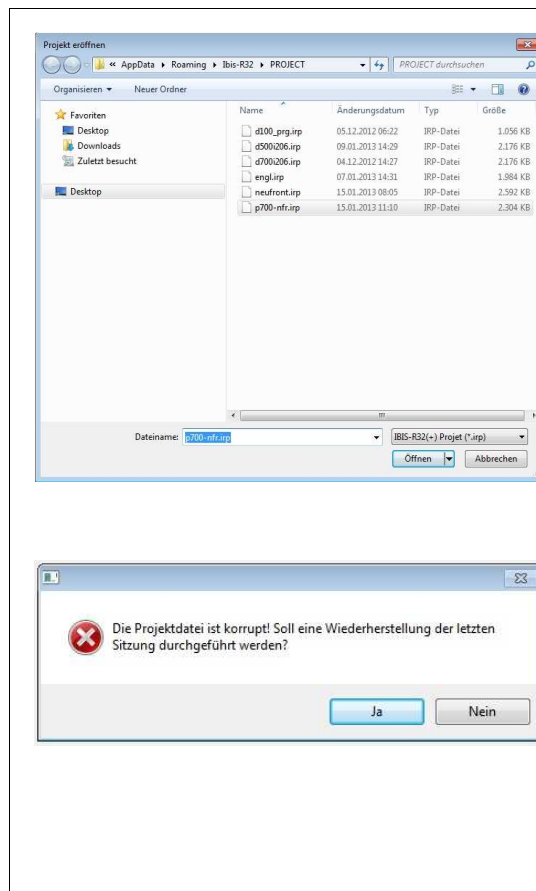 Projekt eröffnen
« AppData ▸ Roaming ▸ Ibis-R32 ▸ PROJECT
PROJECT durchsuchen
Organisieren ▾ Neuer Ordner
Favoriten
Desktop
Downloads
Zuletzt besucht
Desktop
Name Änderungsdatum Typ Größe
d100_prg.irp 05.12.2012 06:22 IRP-Datei 1.056 KB
d500i206.irp 09.01.2013 14:29 IRP-Datei 2.176 KB
d700i206.irp 04.12.2012 14:27 IRP-Datei 2.176 KB
engl.irp 07.01.2013 14:31 IRP-Datei 1.984 KB
neufront.irp 15.01.2013 08:05 IRP-Datei 2.592 KB
p700-nfr.irp 15.01.2013 11:10 IRP-Datei 2.304 KB
Dateiname: p700-nfr.irp IBIS-R32(+) Projet (*.irp)
Öffnen Abbrechen
Die Projektdatei ist korrupt! Soll eine Wiederherstellung der letzten
Sitzung durchgeführt werden?
Ja Nein